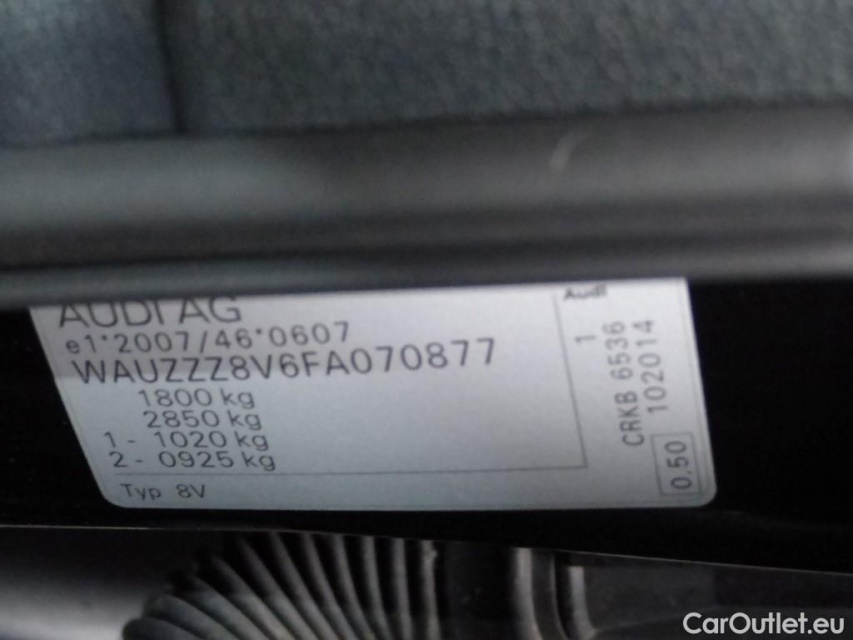 AUDI AG
e1*2007/46*0607
WAUZZZ8V6FA070877
1800 kg
2850 kg
1- 1020 kg
2- 0925 kg
Typ 8V
Audi
1
CRKB 6536
102014
0,50
CarOutlet.eu